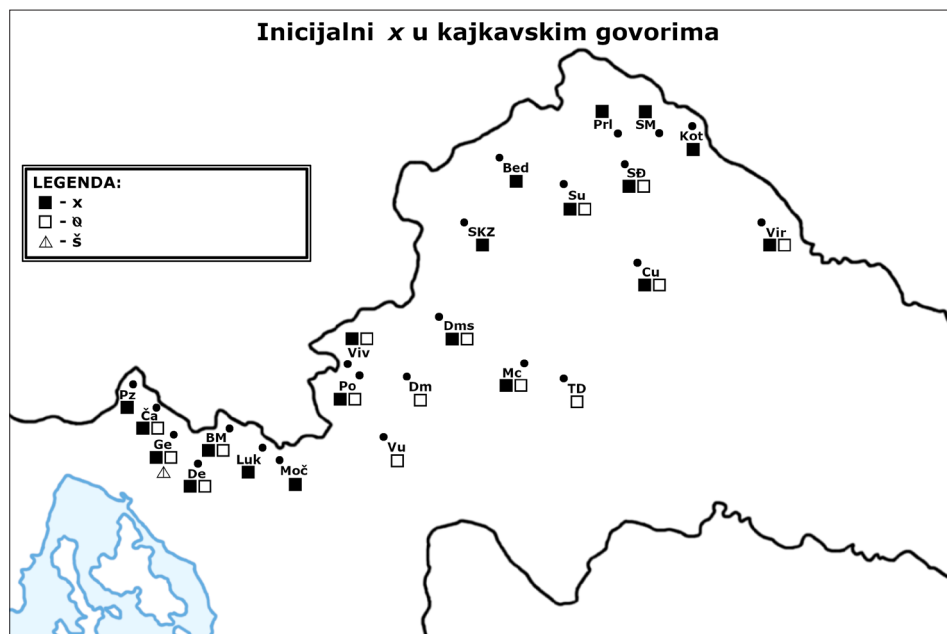 Inicijalni x u kajkavskim govorima
Prl
SM
Kot
Bed
SĐ
Su
SKZ
Vir
Cu
LEGENDA:
- x
- ꝋ
- š
Dms
Viv
Mc
Po
Dm
TD
Pz
Ča
BM
Ge
Vu
Luk
Moč
De